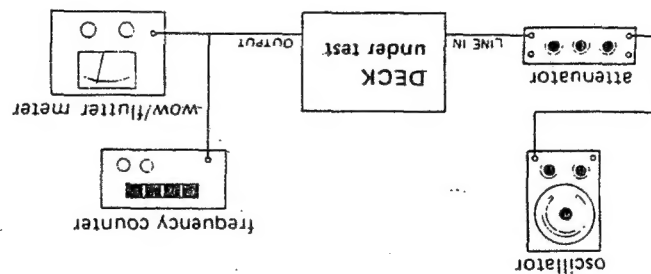 oscillator
frequency counter
attenuator
wow/flutter meter
LINE IN
DECK
under test
OUTPUT